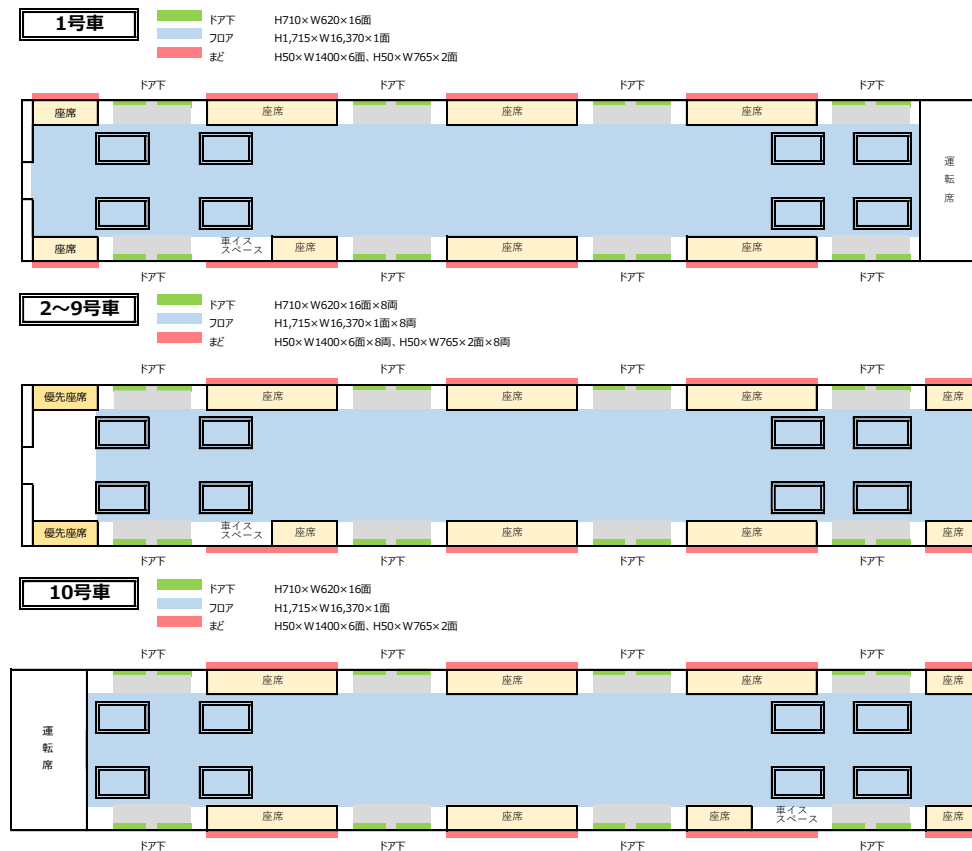 1号車
ドア下 H710×W620×16面
フロア H1,715×W16,370×1面
まど H50×W1400×6面、H50×W765×2面
ドア下 ドア下 ドア下 ドア下
座席 座席 座席 座席
運転席
座席 車イススペース 座席 座席 座席
ドア下 ドア下 ドア下 ドア下
2～9号車
ドア下 H710×W620×16面×8両
フロア H1,715×W16,370×1面×8両
まど H50×W1400×6面×8両、H50×W765×2面×8両
ドア下 ドア下 ドア下 ドア下
優先座席 座席 座席 座席 座席
優先座席 車イススペース 座席 座席 座席 座席
ドア下 ドア下 ドア下 ドア下
10号車
ドア下 H710×W620×16面
フロア H1,715×W16,370×1面
まど H50×W1400×6面、H50×W765×2面
ドア下 ドア下 ドア下 ドア下
座席 座席 座席 座席
運転席
座席 座席 座席 車イススペース 座席
ドア下 ドア下 ドア下 ドア下